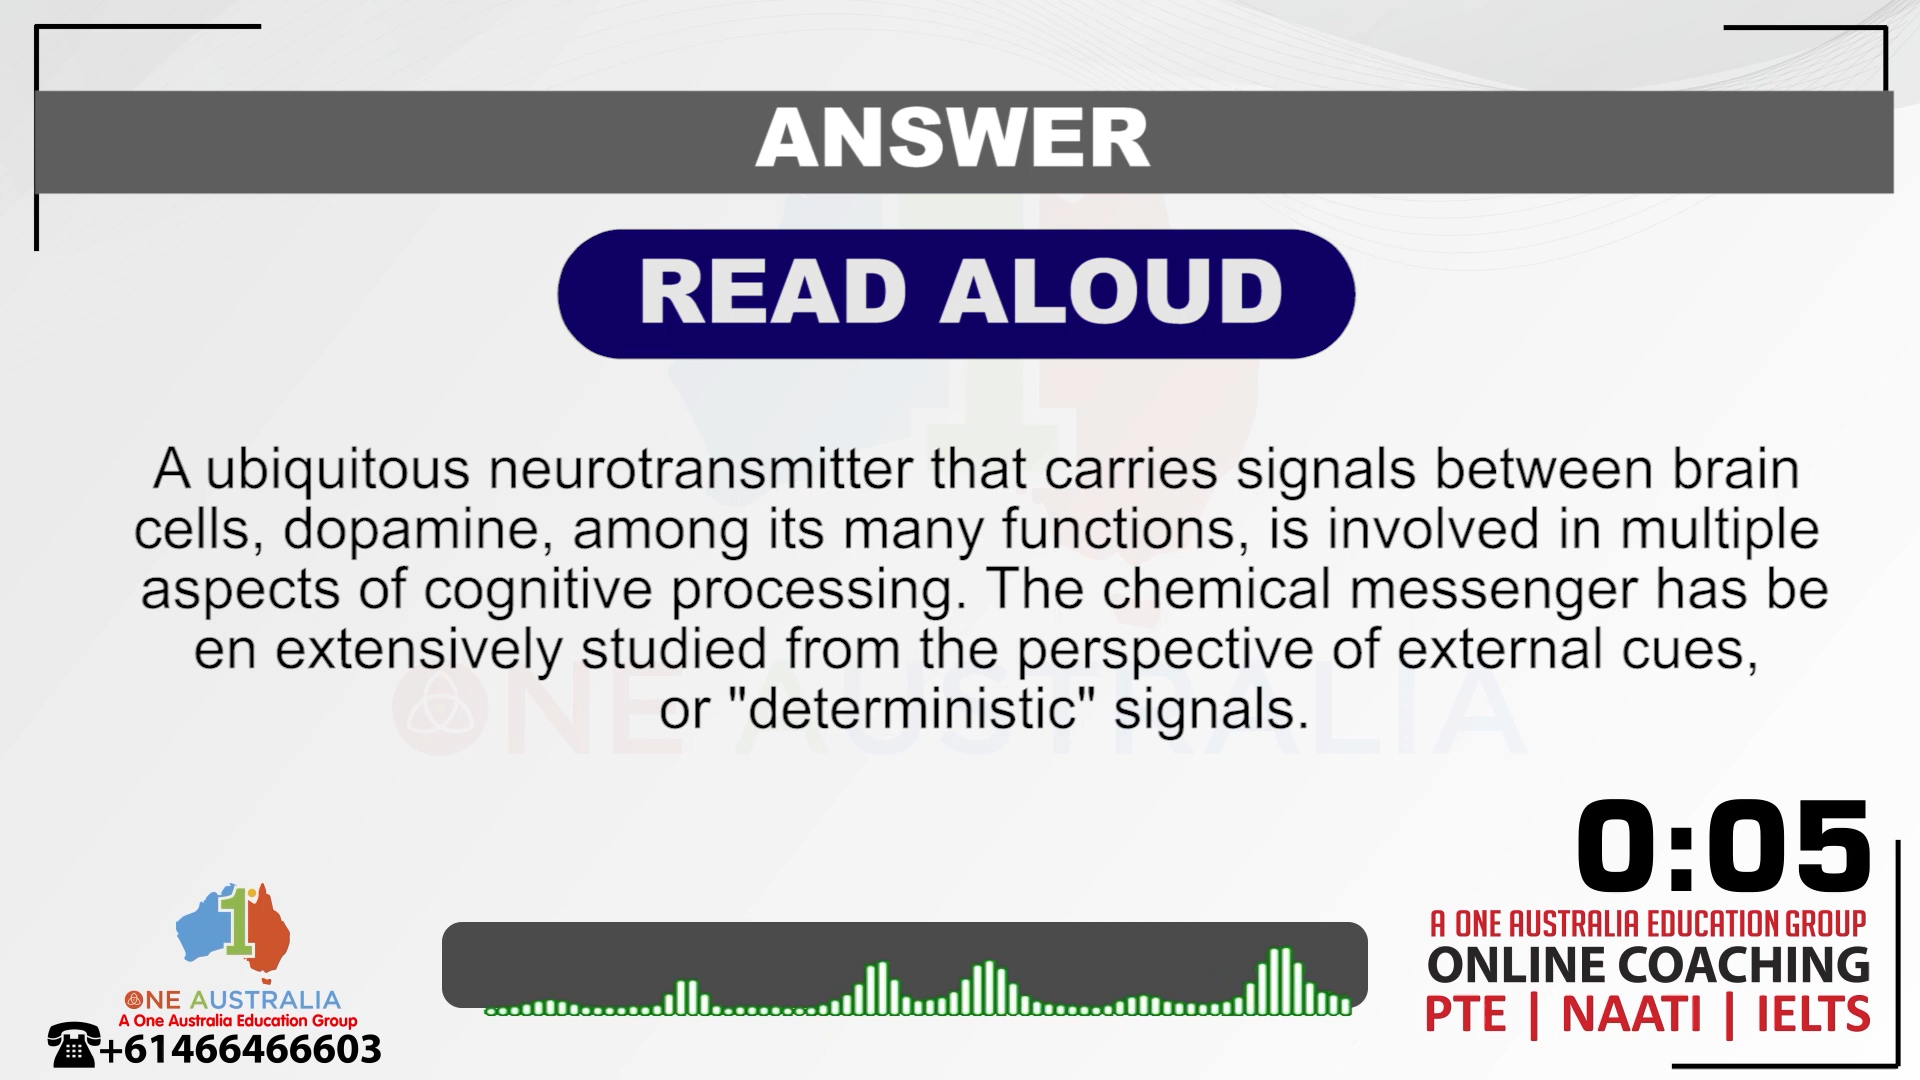 ANSWER
READ ALOUD
A ubiquitous neurotransmitter that carries signals between brain
cells, dopamine, among its many functions, is involved in multiple
aspects of cognitive processing. The chemical messenger has be
en extensively studied from the perspective of external cues,
or "deterministic" signals.
ONE AUSTRALIA
0:05
A ONE AUSTRALIA EDUCATION GROUP
ONLINE COACHING
PTE | NAATI | IELTS
1
ONE AUSTRALIA
A One Australia Education Group
+61466466603